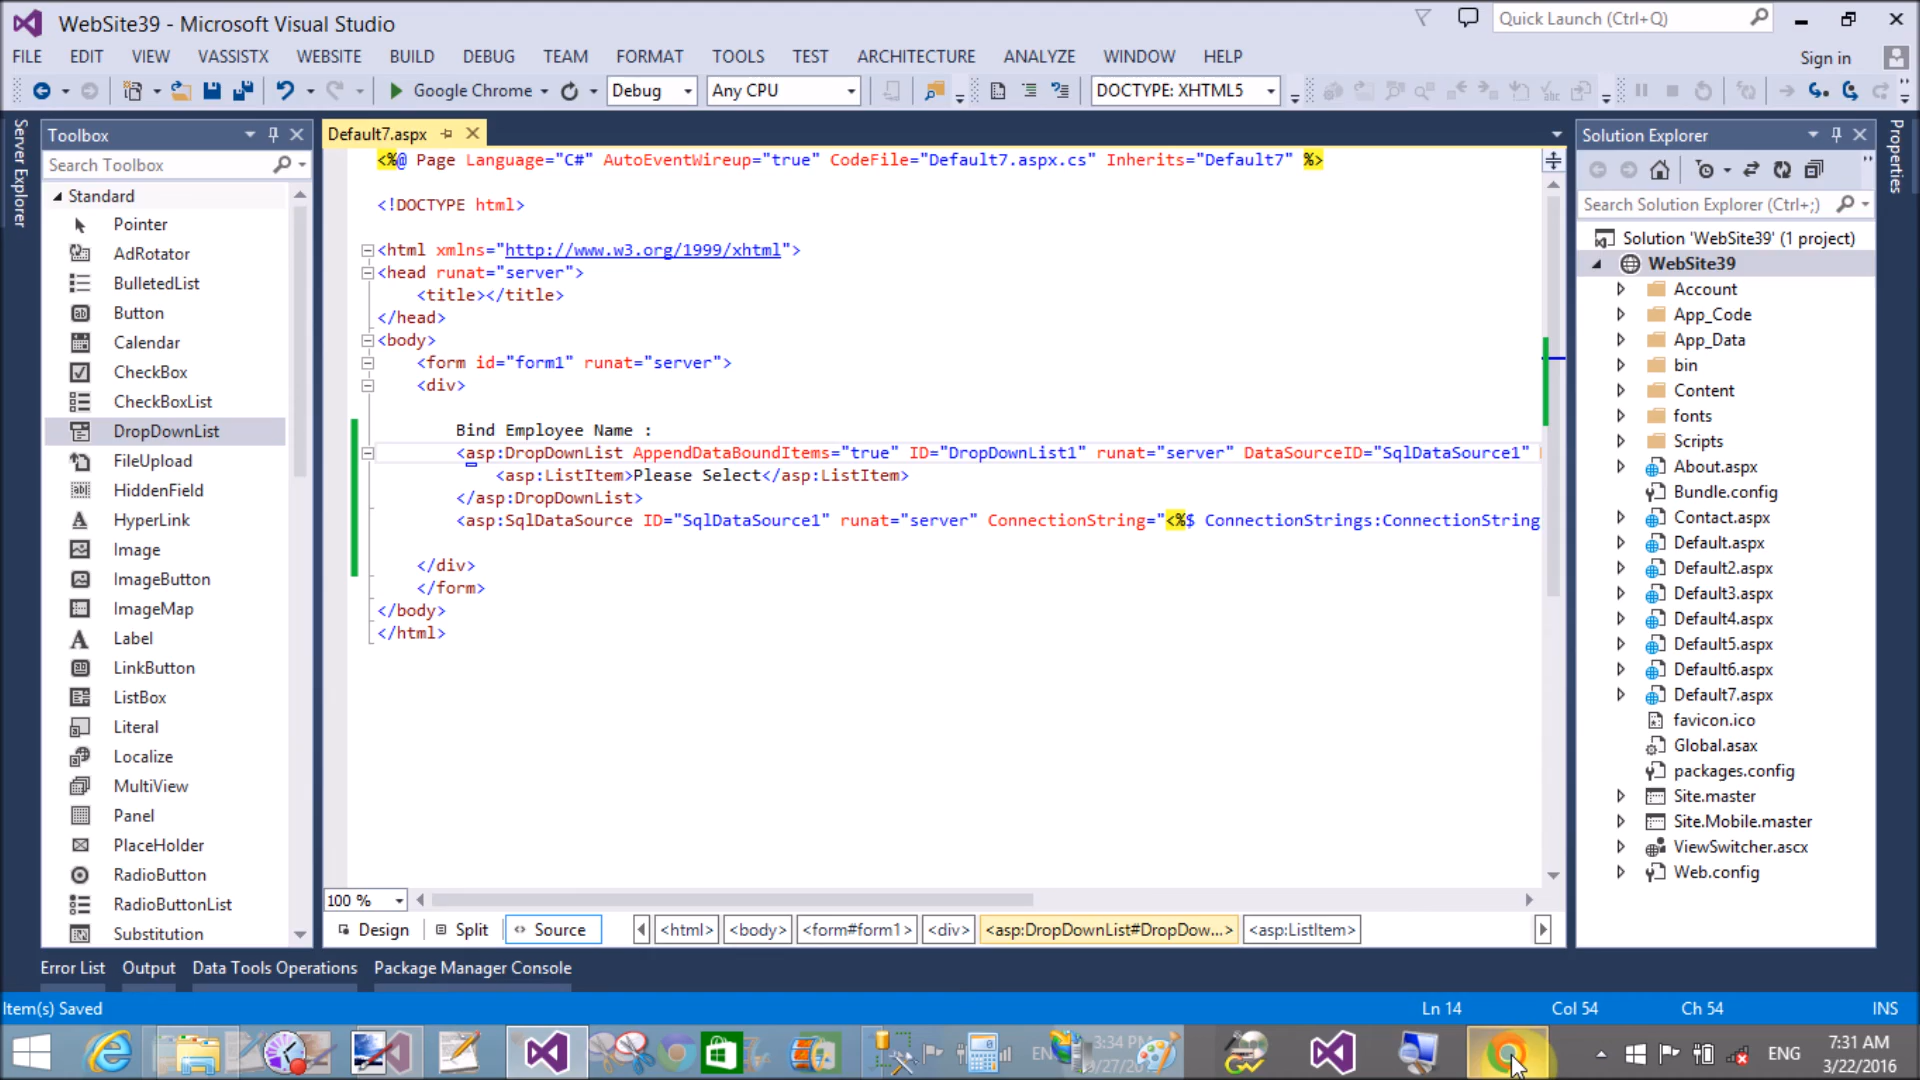 WebSite39 - Microsoft Visual Studio
Quick Launch (Ctrl+Q)
FILE EDIT VIEW VASSISTX WEBSITE BUILD DEBUG TEAM FORMAT TOOLS TEST ARCHITECTURE ANALYZE WINDOW HELP
Sign in
Google Chrome Debug Any CPU DOCTYPE: XHTML5
Server Explorer
Toolbox
Search Toolbox
Standard
Pointer
AdRotator
BulletedList
Button
Calendar
CheckBox
CheckBoxList
DropDownList
FileUpload
HiddenField
HyperLink
Image
ImageButton
ImageMap
Label
LinkButton
ListBox
Literal
Localize
MultiView
Panel
PlaceHolder
RadioButton
RadioButtonList
Substitution
Default7.aspx
<%@ Page Language="C#" AutoEventWireup="true" CodeFile="Default7.aspx.cs" Inherits="Default7" %>
<!DOCTYPE html>
<html xmlns="http://www.w3.org/1999/xhtml">
<head runat="server">
<title></title>
</head>
<body>
<form id="form1" runat="server">
<div>
Bind Employee Name :
<asp:DropDownList AppendDataBoundItems="true" ID="DropDownList1" runat="server" DataSourceID="SqlDataSource1"
<asp:ListItem>Please Select</asp:ListItem>
</asp:DropDownList>
<asp:SqlDataSource ID="SqlDataSource1" runat="server" ConnectionString="<%$ ConnectionStrings:ConnectionString
</div>
</form>
</body>
</html>
100 %
Design Split Source <html> <body> <form#form1> <div> <asp:DropDownList#DropDow...> <asp:ListItem>
Solution Explorer
Search Solution Explorer (Ctrl+;)
Solution 'WebSite39' (1 project)
WebSite39
Account
App_Code
App_Data
bin
Content
fonts
Scripts
About.aspx
Bundle.config
Contact.aspx
Default.aspx
Default2.aspx
Default3.aspx
Default4.aspx
Default5.aspx
Default6.aspx
Default7.aspx
favicon.ico
Global.asax
packages.config
Site.master
Site.Mobile.master
ViewSwitcher.ascx
Web.config
Properties
Error List Output Data Tools Operations Package Manager Console
Item(s) Saved Ln 14 Col 54 Ch 54 INS
3:34 PM
ENG
7:31 AM
3/22/2016